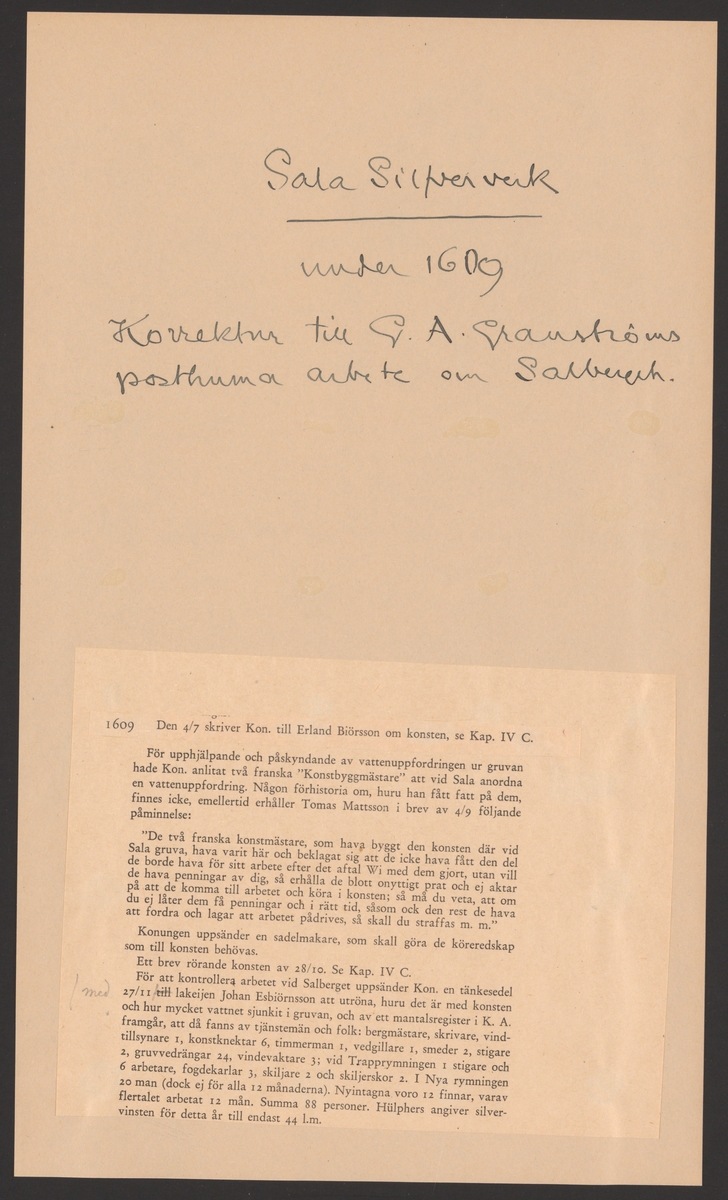 Sala Silfververk
under 1609
Korrektur till G. A. Granströms
posthuma arbete om Salberget.
1609 Den 4/7 skriver Kon. till Erland Biörsson om konsten, se Kap. IV C.
För upphjälpande och påskyndande av vattenuppfordringen ur gruvan
hade Kon. anlitat två franska ”Konstbyggmästare” att vid Sala anordna
en vattenuppfordring. Någon förhistoria om, huru han fått fatt på dem,
finnes icke, emellertid erhåller Tomas Mattsson i brev av 4/9 följande
påminnelse:
”De två franska konstmästare, som hava byggt den konsten där vid
Sala gruva, hava varit här och beklagat sig att de icke hava fått den del
de borde hava för sitt arbete efter det aftal Wi med dem gjort, utan vill
de hava penningar av dig, så erhålla de blott onyttigt prat och ej aktar
på att de komma till arbetet och köra i konsten; så må du veta, att om
du ej låter dem få penningar och i rätt tid, såsom ock den rest de hava
att fordra och lagar att arbetet pådrives, så skall du straffas m. m.”
Konungen uppsänder en sadelmakare, som skall göra de köreredskap
som till konsten behövas.
Ett brev rörande konsten av 28/10. Se Kap. IV C.
För att kontrollera arbetet vid Salberget uppsänder Kon. en tänkesedel
/ med 27/11 till lakeijen Johan Esbiörnsson att utröna, huru det är med konsten
och hur mycket vattnet sjunkit i gruvan, och av ett mantalsregister i K. A.
framgår, att då fanns av tjänstemän och folk: bergmästare, skrivare, vind-
tillsynare 1, konstknektar 6, timmerman 1, vedgillare 1, smeder 2, stigare
2, gruvvedrängar 24, vindevaktare 3; vid Trapprymningen 1 stigare och
6 arbetare, fogdekarlar 3, skiljare 2 och skiljerskor 2. I Nya rymningen
20 man (dock ej för alla 12 månaderna). Nyintagna voro 12 finnar, varav
flertalet arbetat 12 mån. Summa 88 personer. Hülphers angiver silver-
vinsten för detta år till endast 44 l.m.